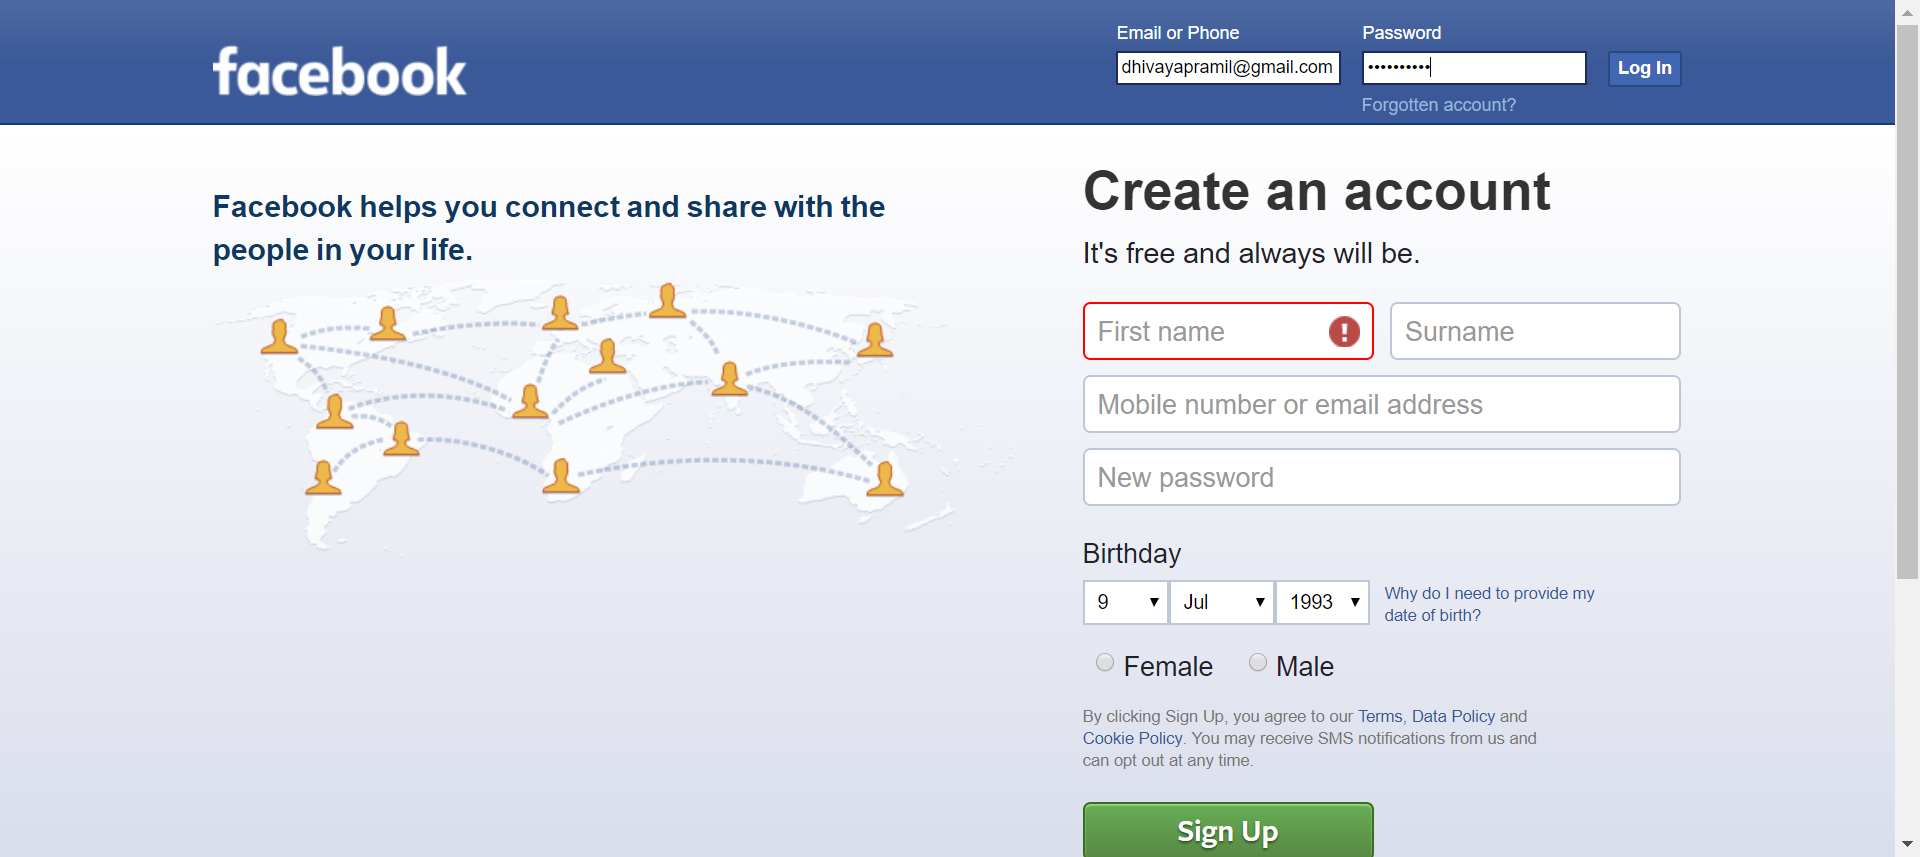 facebook
Email or Phone
Password
dhivayapramil@gmail.com
••••••••••
Log In
Forgotten account?
Facebook helps you connect and share with the
people in your life.
Create an account
It's free and always will be.
First name
Surname
Mobile number or email address
New password
Birthday
9
Jul
1993
Why do I need to provide my
date of birth?
Female
Male
By clicking Sign Up, you agree to our Terms, Data Policy and
Cookie Policy. You may receive SMS notifications from us and
can opt out at any time.
Sign Up